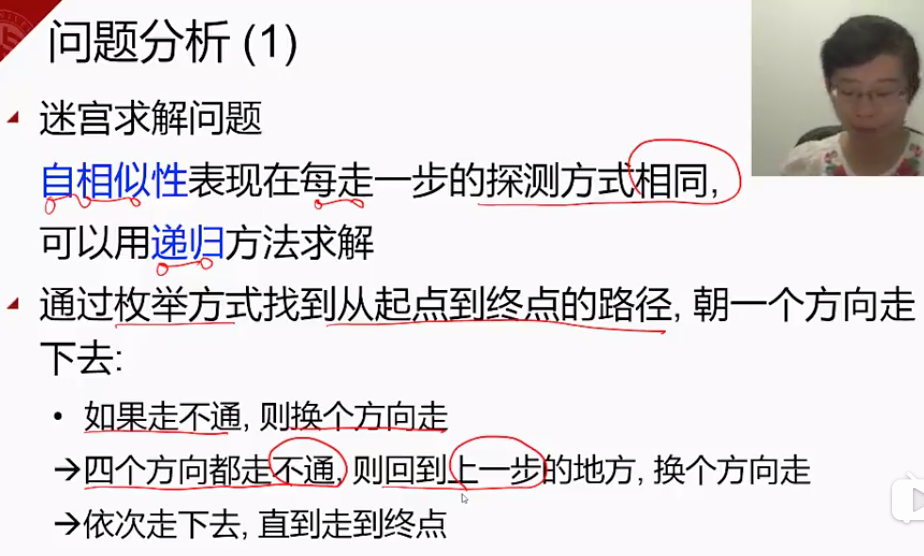 问题分析 (1)
迷宫求解问题
自相似性表现在每走一步的探测方式相同,
可以用递归方法求解
通过枚举方式找到从起点到终点的路径, 朝一个方向走
下去:
• 如果走不通, 则换个方向走
→四个方向都走不通, 则回到上一步的地方, 换个方向走
→依次走下去, 直到走到终点